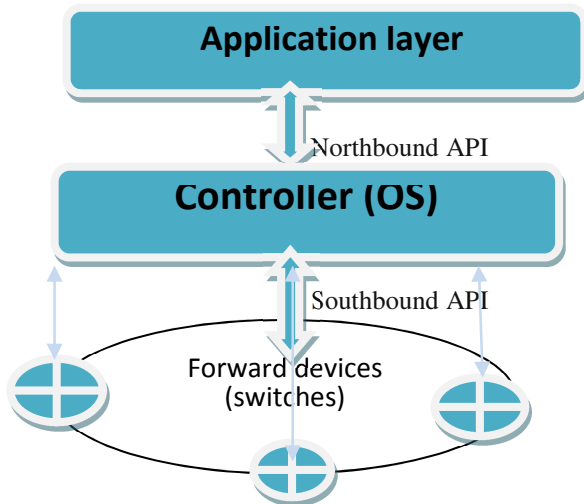 Application layer
Northbound API
Controller (OS)
Southbound API
Forward devices
(switches)